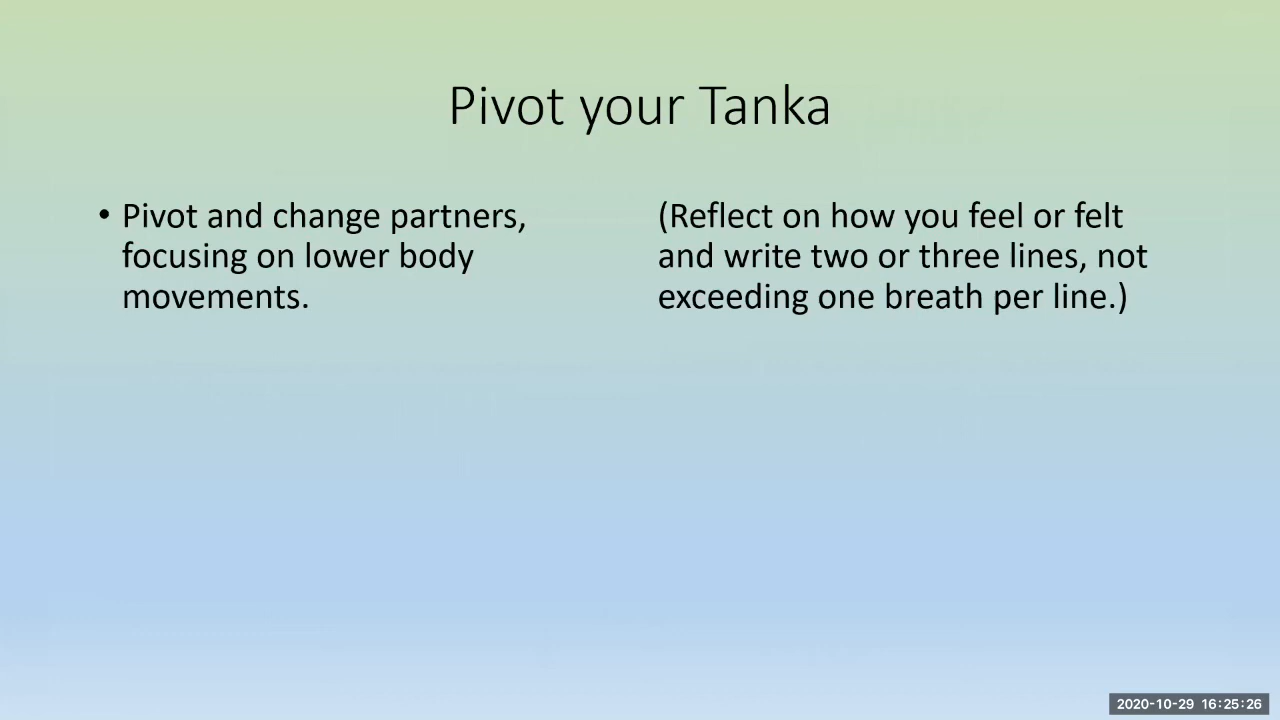 Pivot your Tanka
• Pivot and change partners,
focusing on lower body
movements.
(Reflect on how you feel or felt
and write two or three lines, not
exceeding one breath per line.)
2020-10-29 16:25:26